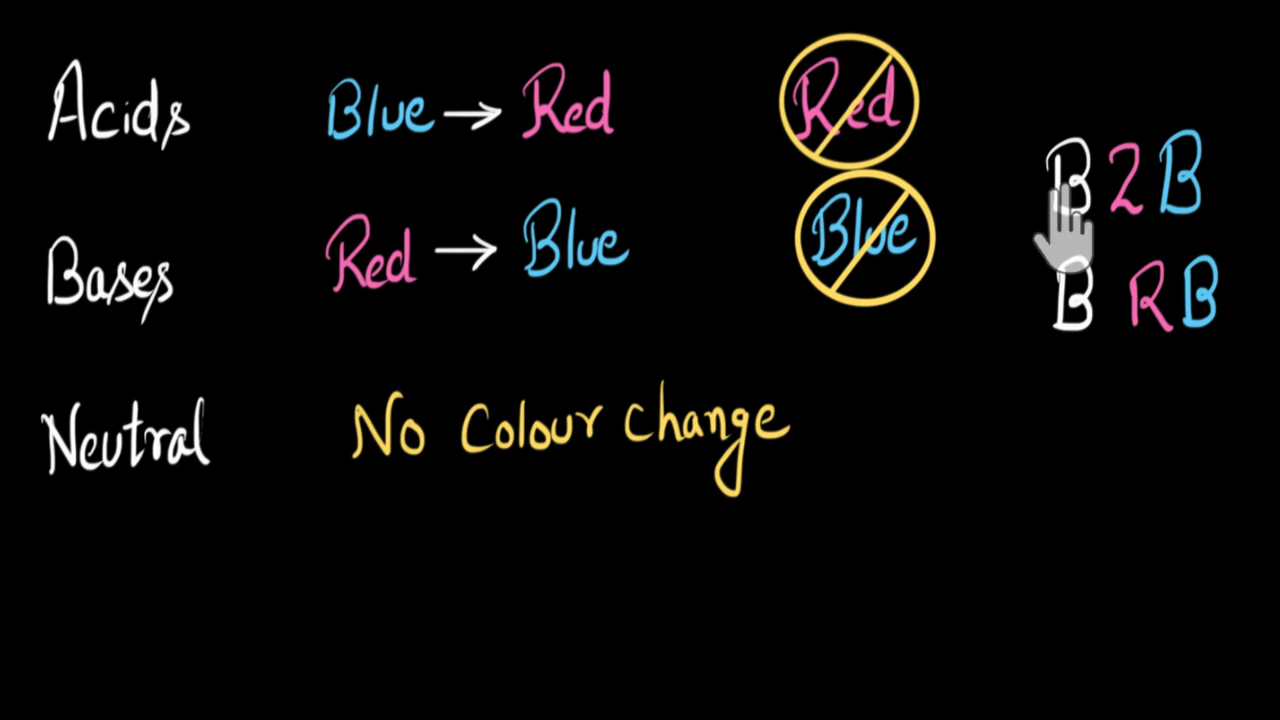 Acids Blue → Red Red
B 2 B
Bases Red → Blue Blue
B R B
Neutral No Colour change